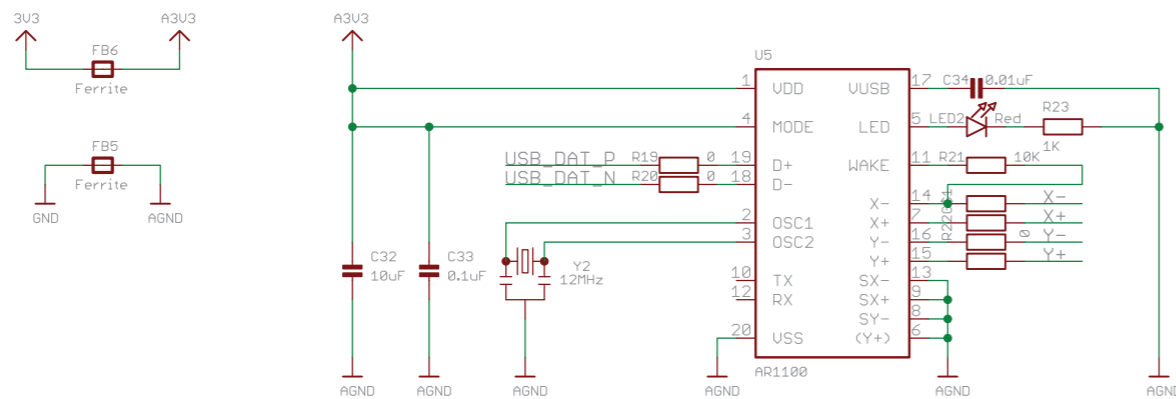 3V3
A3V3
FB6
Ferrite
FB5
Ferrite
GND
AGND
A3V3
C32
10uF
C33
0.1uF
AGND
AGND
USB_DAT_P
USB_DAT_N
R19
0
R20
0
Y2
12MHz
AGND
AGND
U5
1 VDD
4 MODE
19 D+
18 D-
2 OSC1
3 OSC2
10 TX
12 RX
20 VSS
VUSB 17
LED 5
WAKE 11
X- 14
X+ 7
Y- 16
Y+ 15
SX- 13
SX+ 9
SY- 8
(Y+) 6
AR1100
C34
0.01uF
LED2
Red
R23
1K
R21
10K
0
X-
X+
Y-
Y+
AGND
AGND